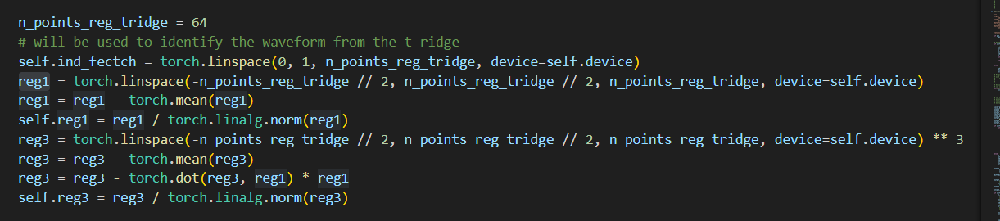 n_points_reg_tridge = 64
# will be used to identify the waveform from the t-ridge
self.ind_fectch = torch.linspace(0, 1, n_points_reg_tridge, device=self.device)
reg1 = torch.linspace(-n_points_reg_tridge // 2, n_points_reg_tridge // 2, n_points_reg_tridge, device=self.device)
reg1 = reg1 - torch.mean(reg1)
self.reg1 = reg1 / torch.linalg.norm(reg1)
reg3 = torch.linspace(-n_points_reg_tridge // 2, n_points_reg_tridge // 2, n_points_reg_tridge, device=self.device) ** 3
reg3 = reg3 - torch.mean(reg3)
reg3 = reg3 - torch.dot(reg3, reg1) * reg1
self.reg3 = reg3 / torch.linalg.norm(reg3)